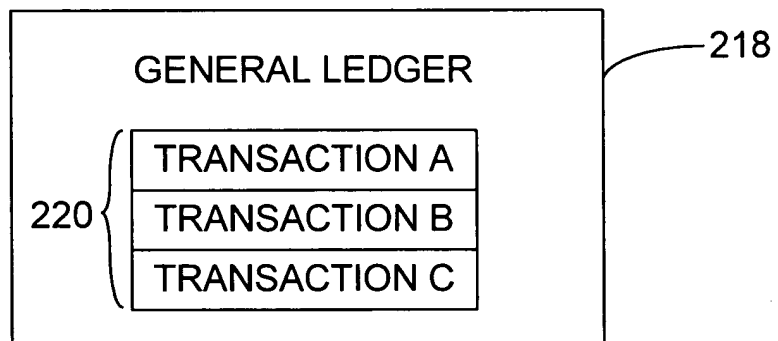 218
GENERAL LEDGER
TRANSACTION A
220
TRANSACTION B
TRANSACTION C